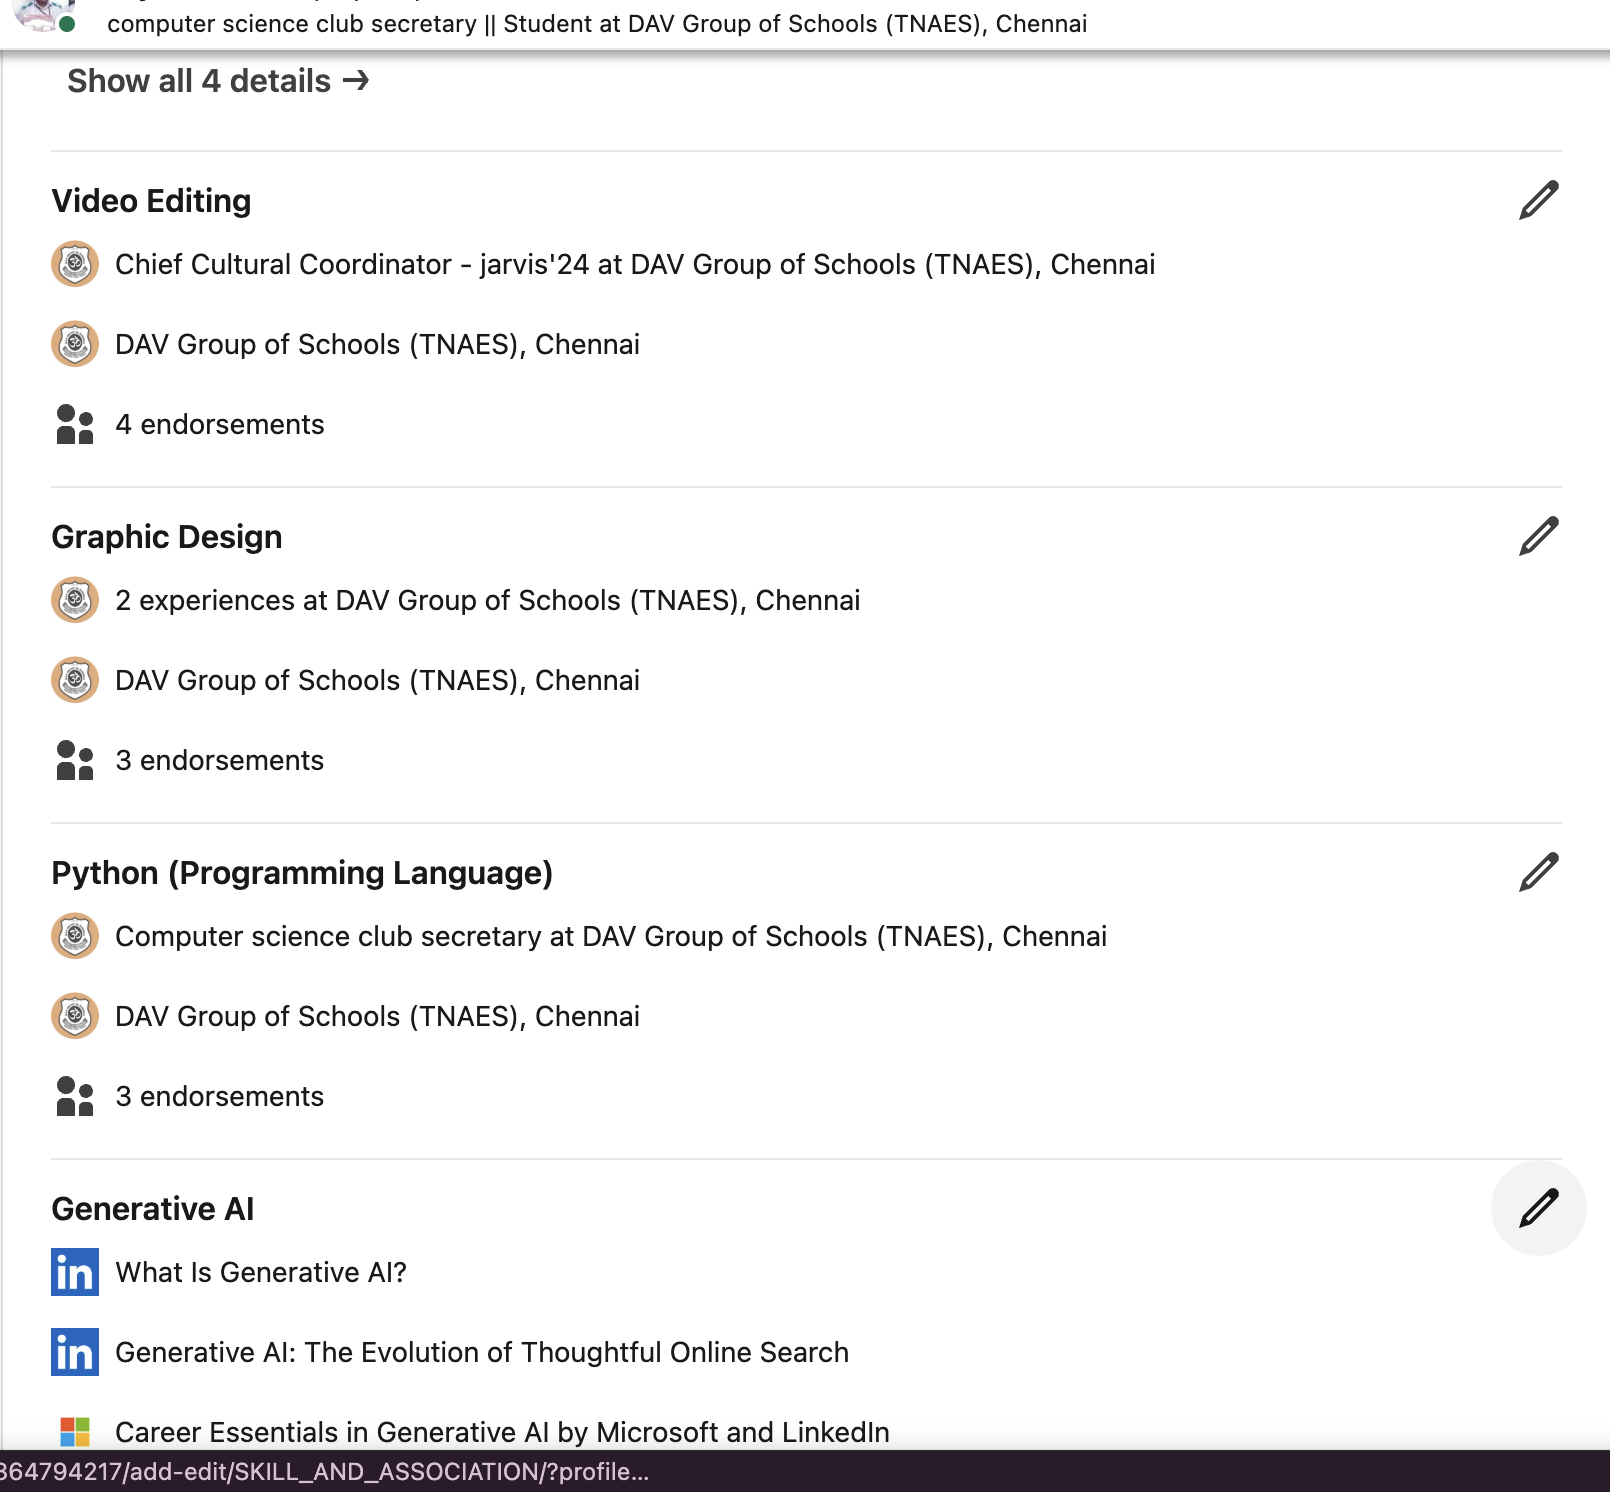 computer science club secretary || Student at DAV Group of Schools (TNAES), Chennai
Show all 4 details →
Video Editing
Chief Cultural Coordinator - jarvis'24 at DAV Group of Schools (TNAES), Chennai
DAV Group of Schools (TNAES), Chennai
4 endorsements
Graphic Design
2 experiences at DAV Group of Schools (TNAES), Chennai
DAV Group of Schools (TNAES), Chennai
3 endorsements
Python (Programming Language)
Computer science club secretary at DAV Group of Schools (TNAES), Chennai
DAV Group of Schools (TNAES), Chennai
3 endorsements
Generative AI
in What Is Generative AI?
in Generative AI: The Evolution of Thoughtful Online Search
Career Essentials in Generative AI by Microsoft and LinkedIn
364794217/add-edit/SKILL_AND_ASSOCIATION/?profile...